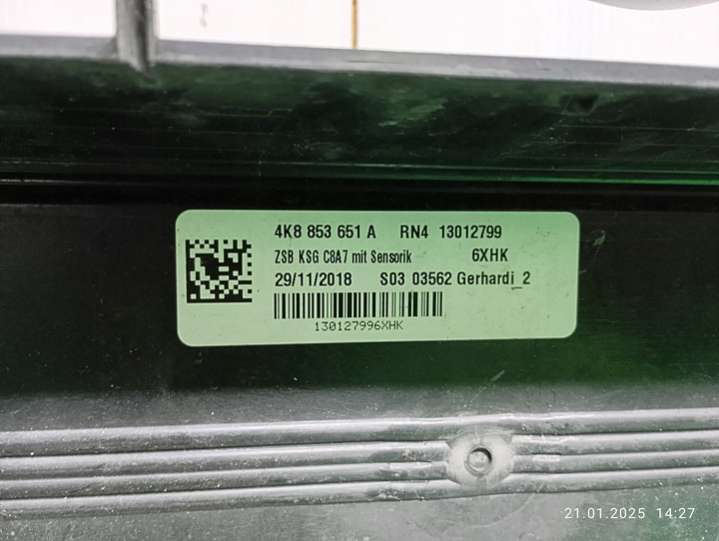 4K8 853 651 A RN4 13012799
ZSB KSG C8A7 mit Sensorik 6XHK
29/11/2018 S03 03562 Gerhardi_2
130127996XHK
21.01.2025 14:27